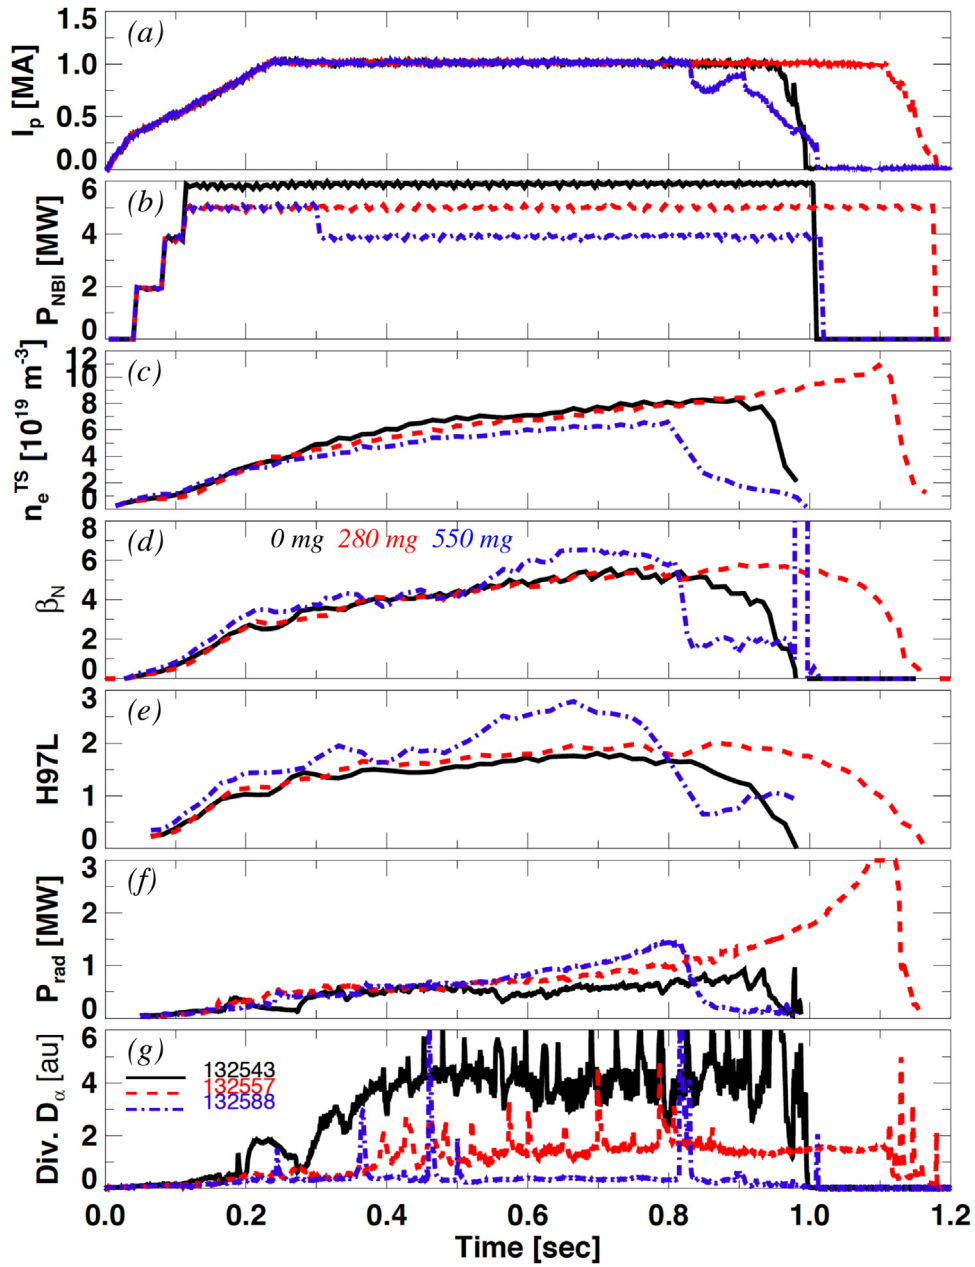 (a)
I_p [MA]
1.5
1.0
0.5
0.0
(b)
P_NBI [MW]
6
4
2
0
(c)
n_e^TS [10^19 m^-3]
12
10
8
6
4
2
0
(d)
0 mg 280 mg 550 mg
β_N
8
6
4
2
0
(e)
H97L
3
2
1
0
(f)
P_rad [MW]
3
2
1
0
(g)
Div. D_α [au]
6
4
2
0
132543
132557
132588
0.0 0.2 0.4 0.6 0.8 1.0 1.2
Time [sec]